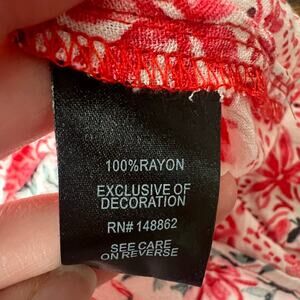 100%RAYON
EXCLUSIVE OF
DECORATION
RN# 148862
SEE CARE
ON REVERSE